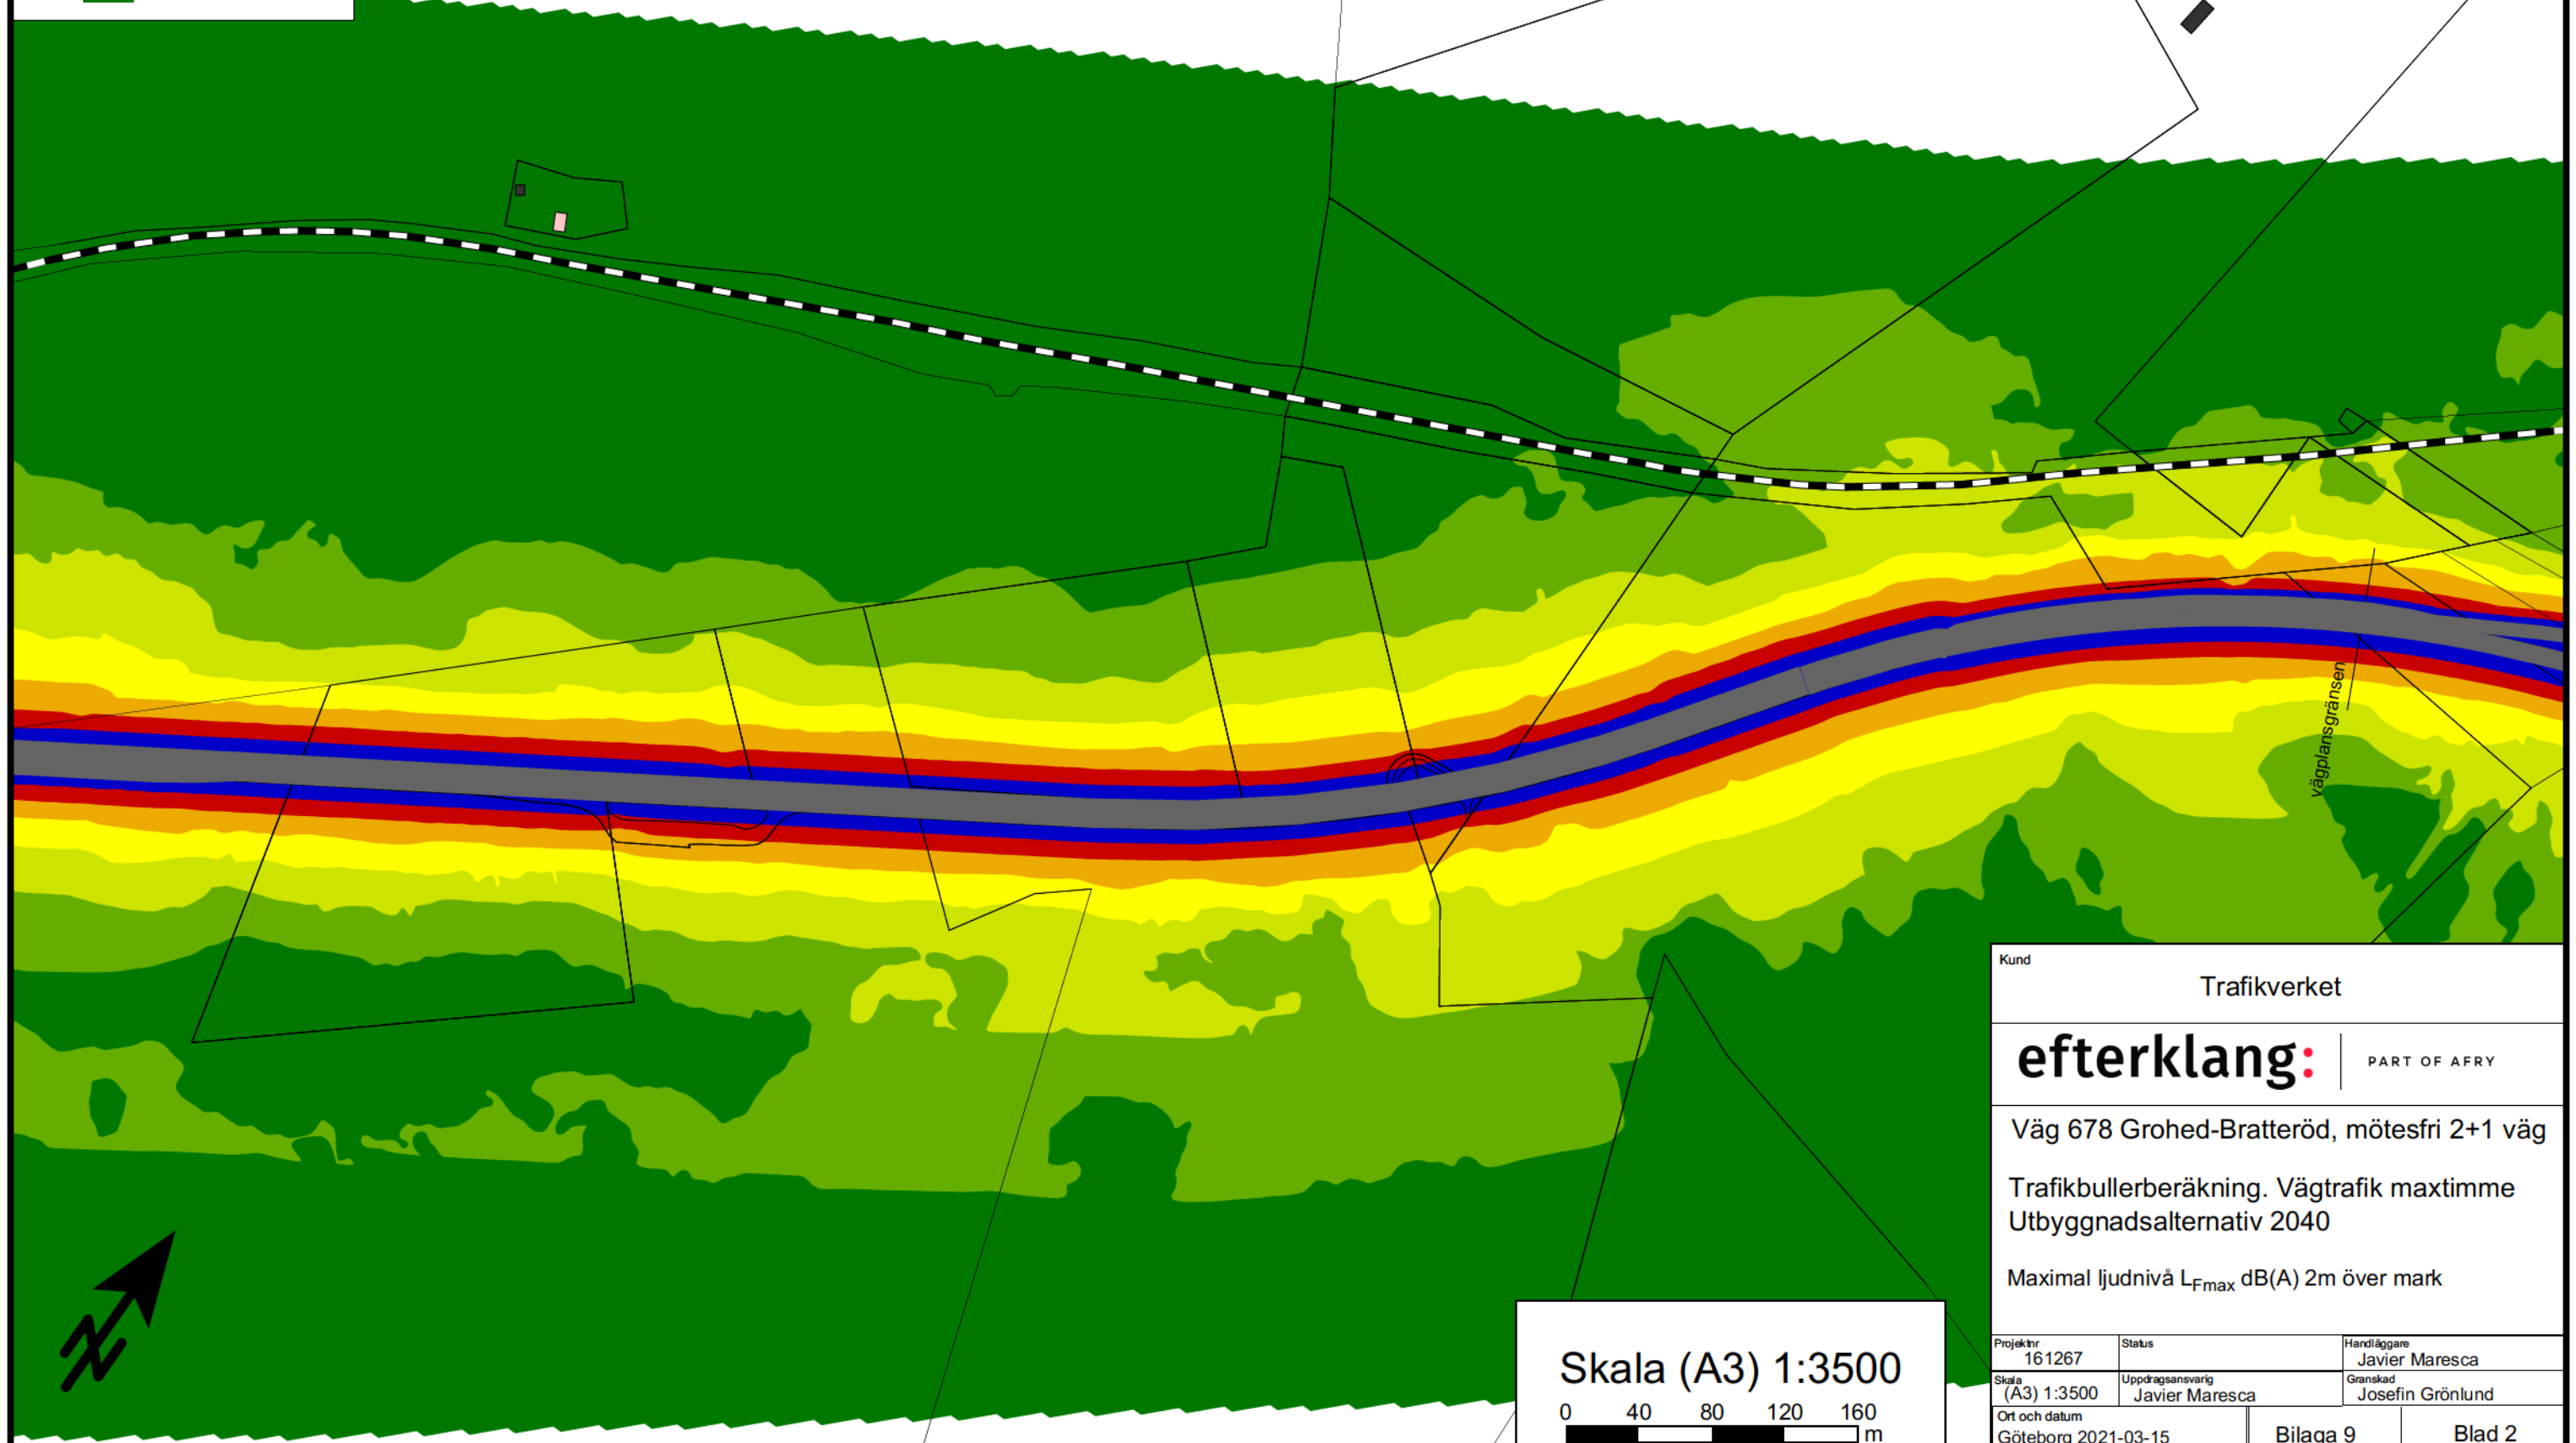 vägplansgränsen
N
Kund
Trafikverket
efterklang:
PART OF AFRY
Väg 678 Grohed-Bratteröd, mötesfri 2+1 väg
Trafikbullerberäkning. Vägtrafik maxtimme
Utbyggnadsalternativ 2040
Maximal ljudnivå LFmax dB(A) 2m över mark
Projektnr
161267
Status
Handläggare
Javier Maresca
Skala
(A3) 1:3500
Uppdragsansvarig
Javier Maresca
Granskad
Josefin Grönlund
Ort och datum
Göteborg 2021-03-15
Bilaga 9
Blad 2
Skala (A3) 1:3500
0 40 80 120 160
m